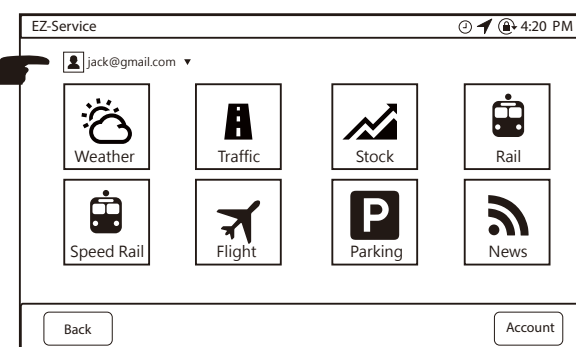 EZ-Service 4:20 PM
jack@gmail.com
Weather Traffic Stock Rail
Speed Rail Flight P Parking News
Back Account